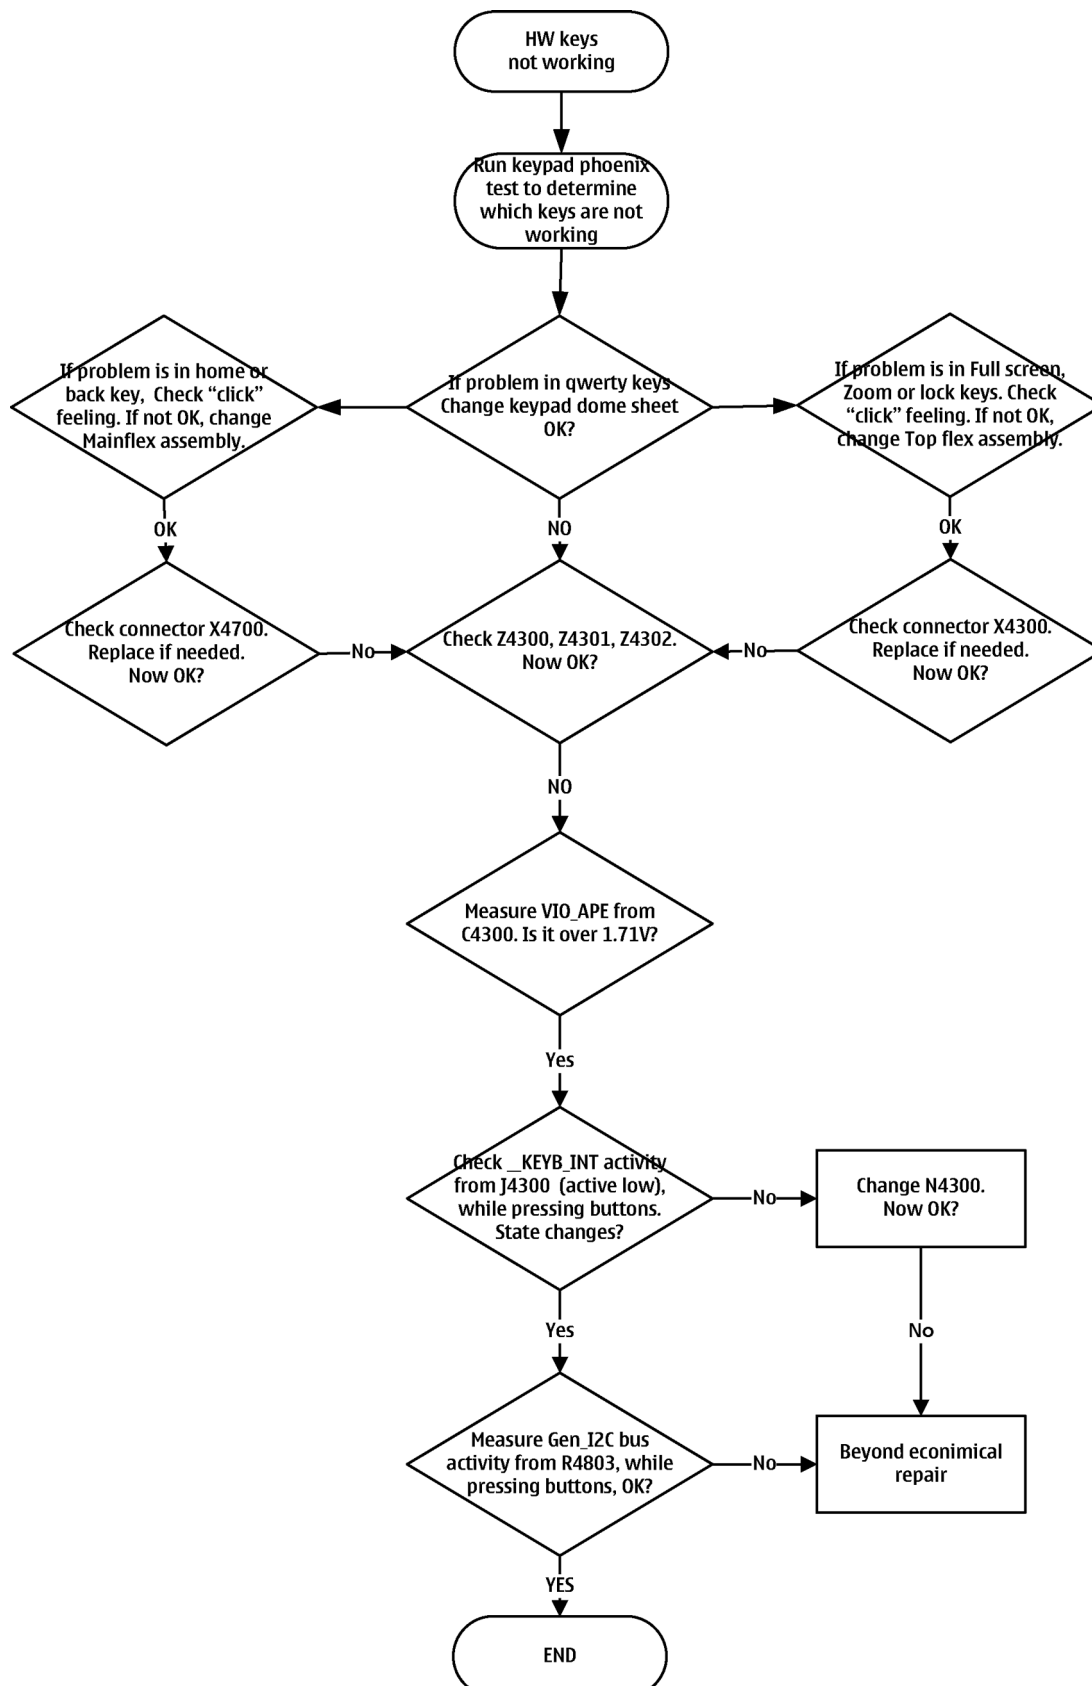 HW keys
not working
Run keypad phoenix
test to determine
which keys are not
working
If problem is in home or
back key, Check “click”
feeling. If not OK, change
Mainflex assembly.
If problem in qwerty keys
Change keypad dome sheet
OK?
If problem is in Full screen,
Zoom or lock keys. Check
“click” feeling. If not OK,
change Top flex assembly.
OK
NO
OK
Check connector X4700.
Replace if needed.
Now OK?
No
Check Z4300, Z4301, Z4302.
Now OK?
No
Check connector X4300.
Replace if needed.
Now OK?
NO
Measure VIO_APE from
C4300. Is it over 1.71V?
Yes
Check __KEYB_INT activity
from J4300 (active low),
while pressing buttons.
State changes?
No
Change N4300.
Now OK?
Yes
No
Measure Gen_I2C bus
activity from R4803, while
pressing buttons, OK?
No
Beyond econimical
repair
YES
END